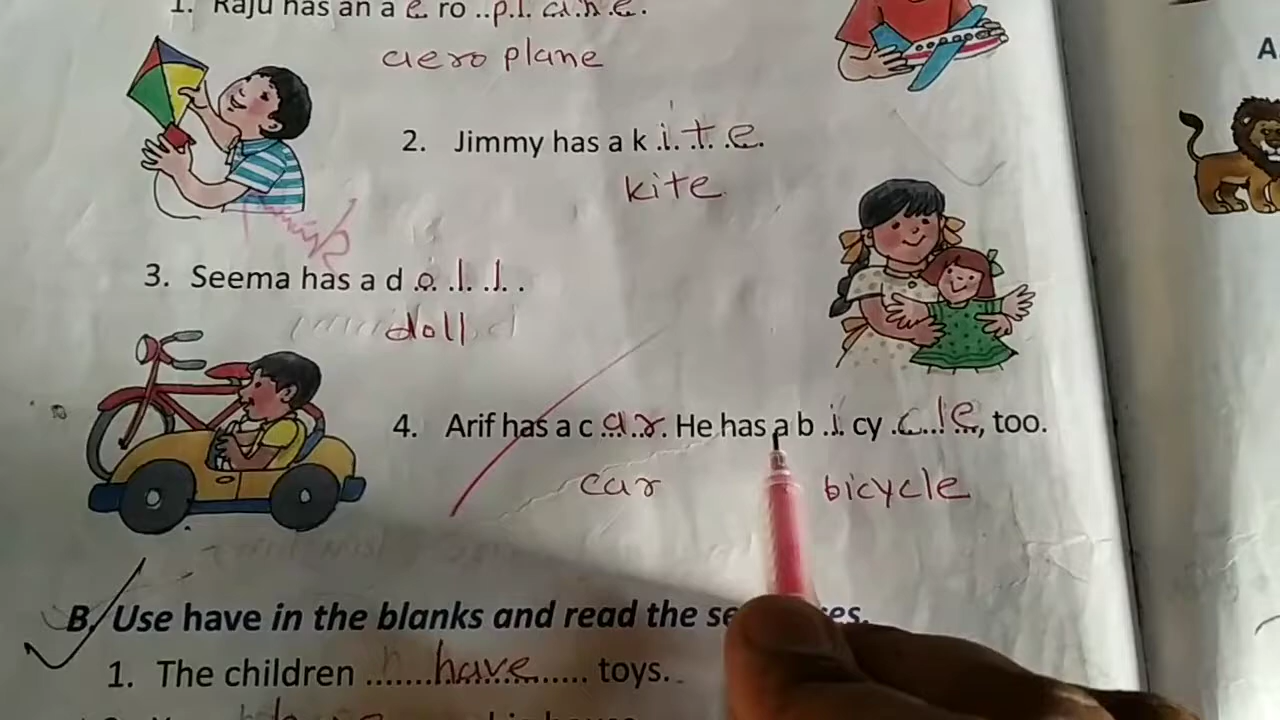 1. Raju has an a e ro ..p.l. a.n.e.
aero plane
A
2. Jimmy has a k .i. .t. .e.
kite
3. Seema has a d .o. .l. .l. .
doll
4. Arif has a c .a. .r. He has a b .i. cy .c..l.e., too.
car bicycle
B. Use have in the blanks and read the
1. The children .......have............ toys.